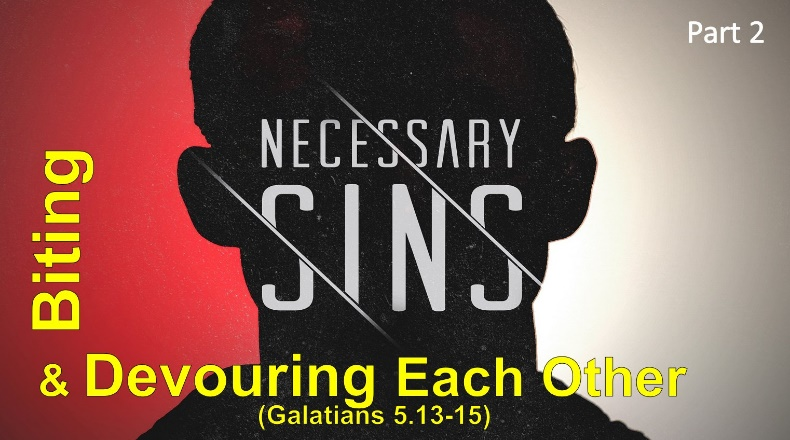 Part 2
NECESSARY
SINS
Biting
& Devouring Each Other
(Galatians 5.13-15)